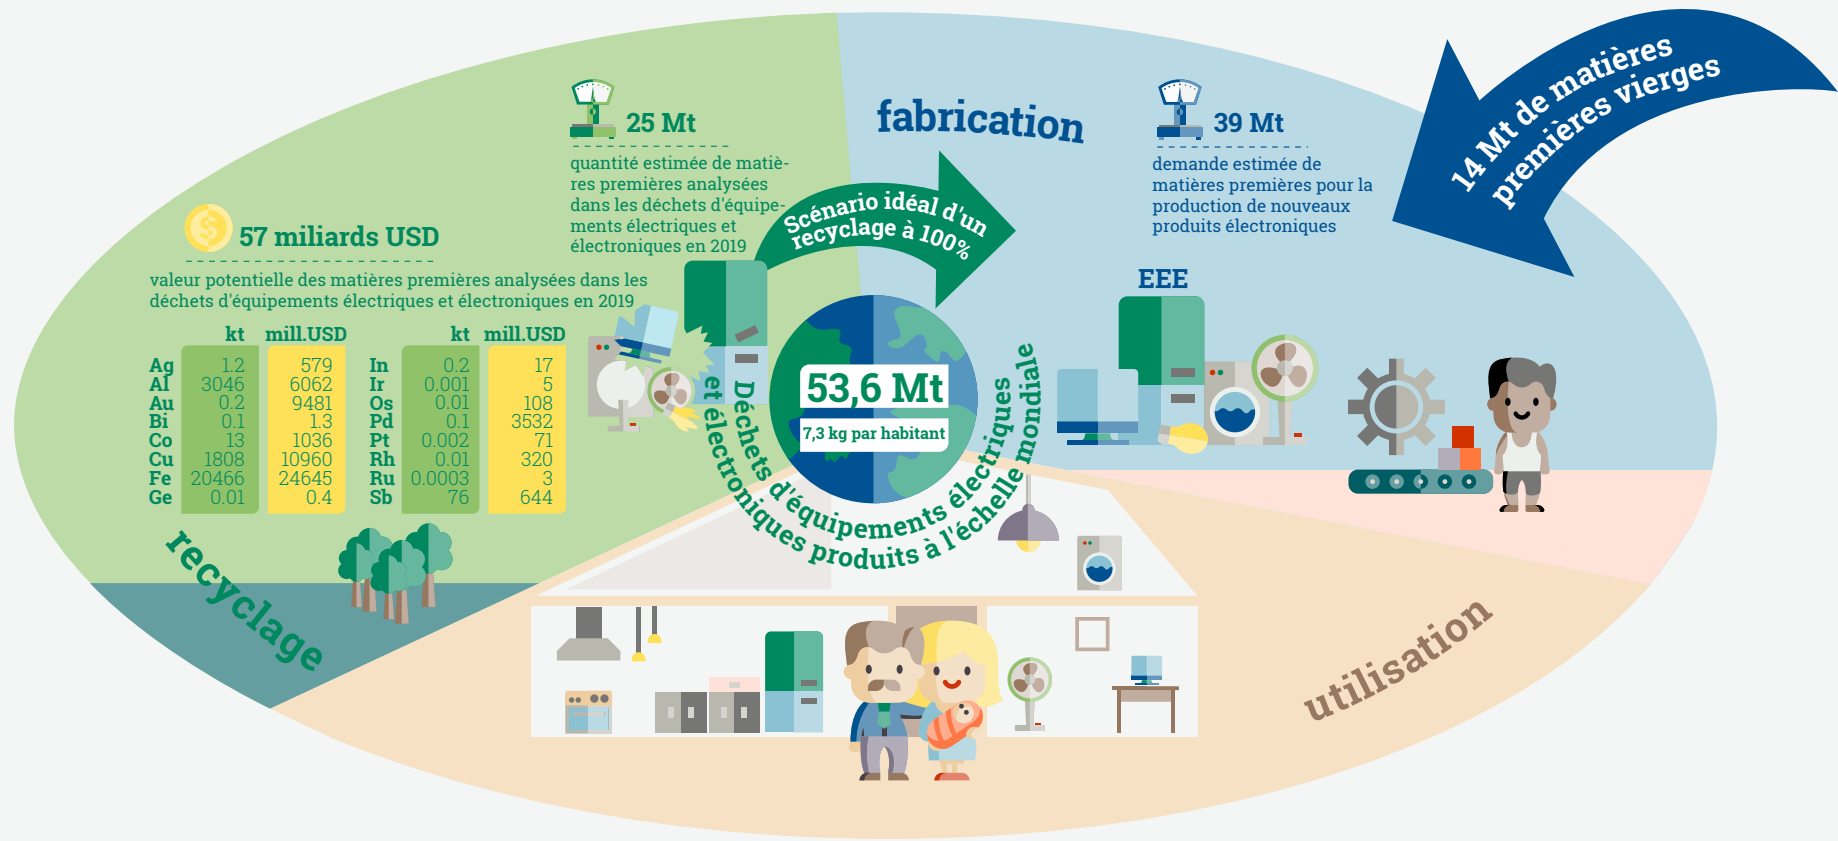 14 Mt de matières
premières vierges
fabrication
25 Mt
quantité estimée de matiè-
res premières analysées
dans les déchets d'équipe-
ments électriques et
électroniques en 2019
39 Mt
demande estimée de
matières premières pour la
production de nouveaux
produits électroniques
Scénario idéal d'un
recyclage à 100%
57 miliards USD
valeur potentielle des matières premières analysées dans les
déchets d'équipements électriques et électroniques en 2019
kt mill.USD kt mill.USD
Ag 1.2 579 In 0.2 17
Al 3046 6062 Ir 0.001 5
Au 0.2 9481 Os 0.01 108
Bi 0.1 1.3 Pd 0.1 3532
Co 13 1036 Pt 0.002 71
Cu 1808 10960 Rh 0.01 320
Fe 20466 24645 Ru 0.0003 3
Ge 0.01 0.4 Sb 76 644
EEE
53,6 Mt
7,3 kg par habitant
Déchets d'équipements électriques
et électroniques produits à l'échelle mondiale
recyclage
utilisation